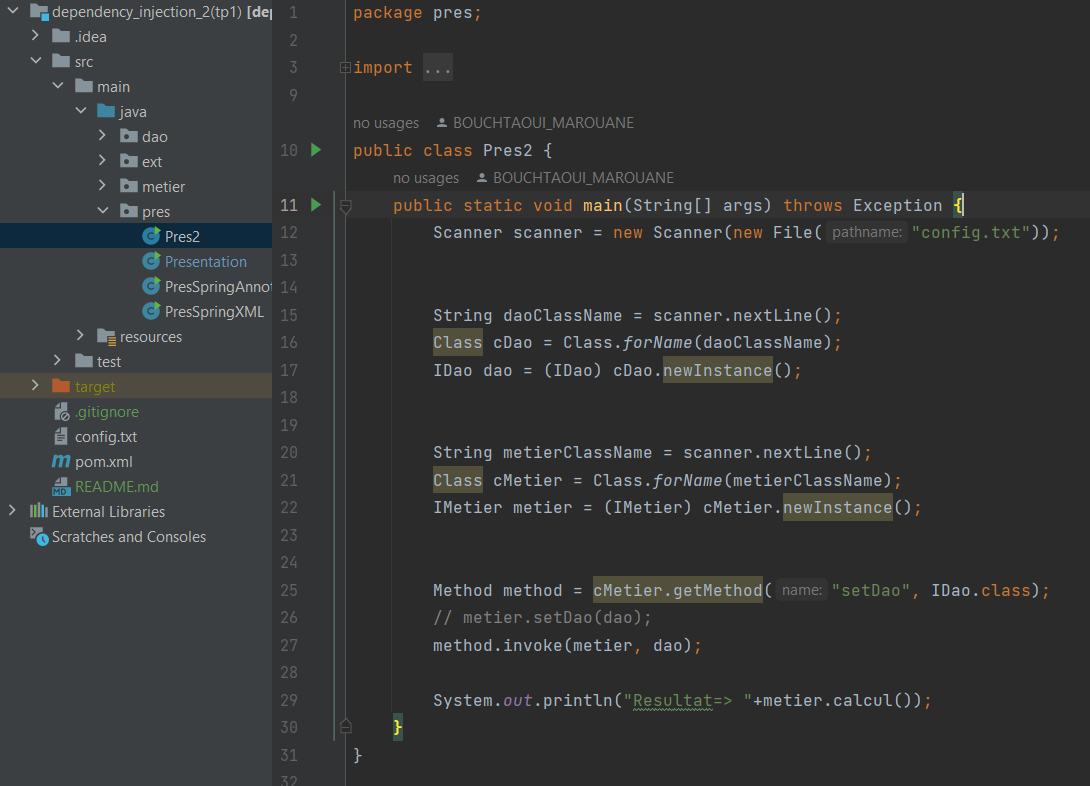 dependency_injection_2(tp1) [de
.idea
src
main
java
dao
ext
metier
pres
Pres2
Presentation
PresSpringAnnot
PresSpringXML
resources
test
target
.gitignore
config.txt
pom.xml
README.md
External Libraries
Scratches and Consoles
1 package pres;
2
3 import ...
9
no usages BOUCHTAOUI_MAROUANE
10 public class Pres2 {
no usages BOUCHTAOUI_MAROUANE
11 public static void main(String[] args) throws Exception {
12 Scanner scanner = new Scanner(new File( pathname: "config.txt"));
13
14
15 String daoClassName = scanner.nextLine();
16 Class cDao = Class.forName(daoClassName);
17 IDao dao = (IDao) cDao.newInstance();
18
19
20 String metierClassName = scanner.nextLine();
21 Class cMetier = Class.forName(metierClassName);
22 IMetier metier = (IMetier) cMetier.newInstance();
23
24
25 Method method = cMetier.getMethod( name: "setDao", IDao.class);
26 // metier.setDao(dao);
27 method.invoke(metier, dao);
28
29 System.out.println("Resultat=> "+metier.calcul());
30 }
31 }
32